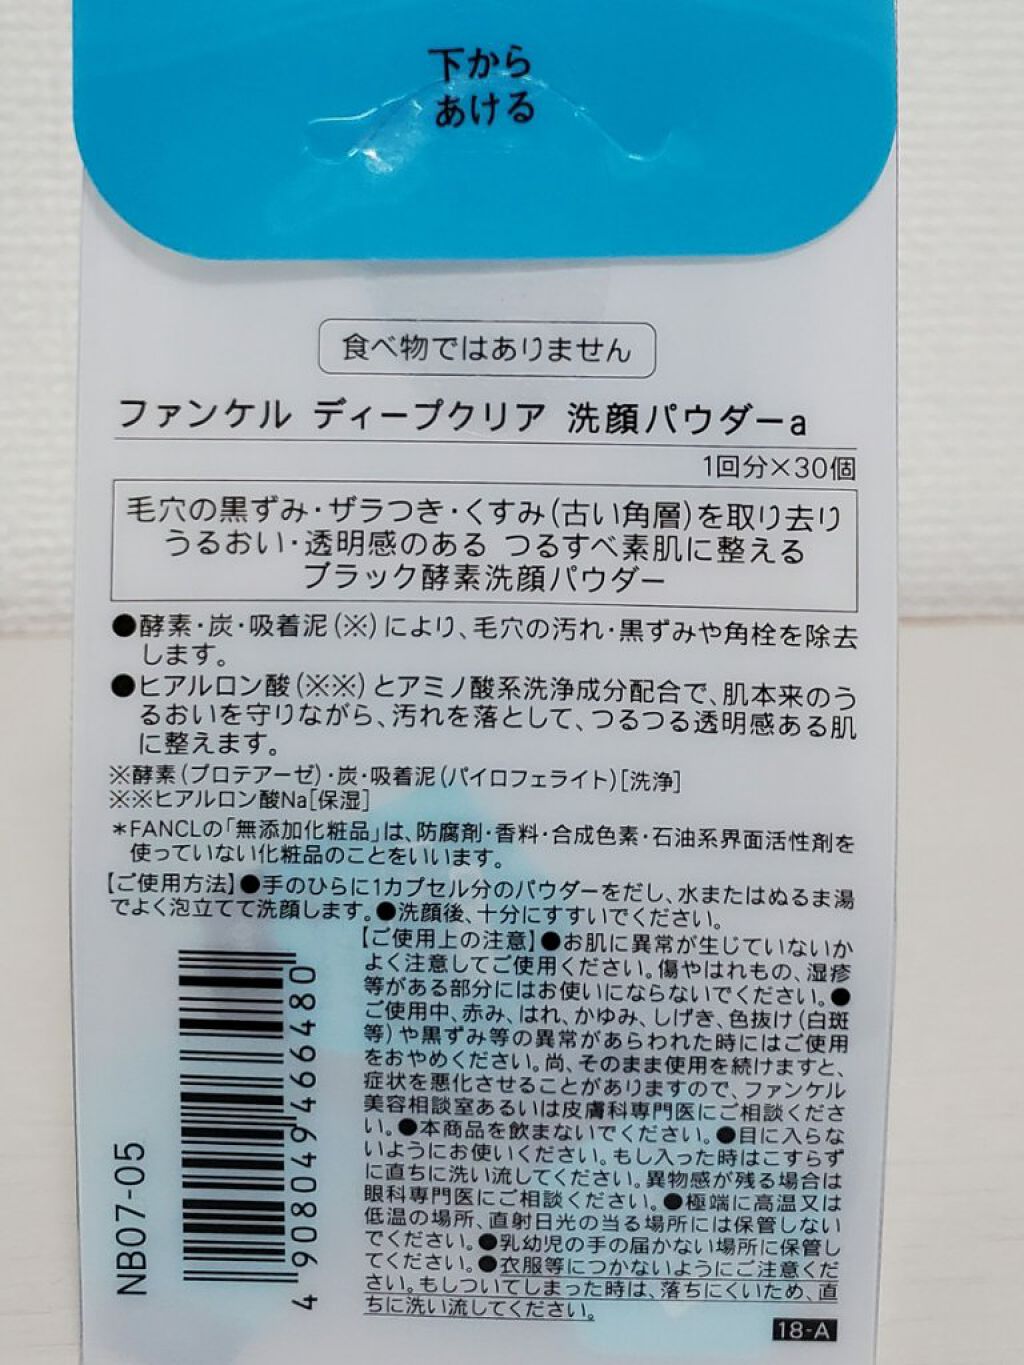 下から
あける
食べ物ではありません
ファンケル ディープクリア 洗顔パウダーa
1回分×30個
毛穴の黒ずみ・ザラつき・くすみ(古い角層)を取り去り
うるおい・透明感のある つるすべ素肌に整える
ブラック酵素洗顔パウダー
●酵素・炭・吸着泥(※)により、毛穴の汚れ・黒ずみや角栓を除去
します。
●ヒアルロン酸(※※)とアミノ酸系洗浄成分配合で、肌本来のう
るおいを守りながら、汚れを落として、つるつる透明感ある肌
に整えます。
※酵素(プロテアーゼ)・炭・吸着泥(パイロフェライト)[洗浄]
※※ヒアルロン酸Na[保湿]
*FANCLの「無添加化粧品」は、防腐剤・香料・合成色素・石油系界面活性剤を
使っていない化粧品のことをいいます。
【ご使用方法】●手のひらに1カプセル分のパウダーをだし、水またはぬるま湯
でよく泡立てて洗顔します。●洗顔後、十分にすすいでください。
【ご使用上の注意】●お肌に異常が生じていないか
よく注意してご使用ください。傷やはれもの、湿疹
等がある部分にはお使いにならないでください。●
ご使用中、赤み、はれ、かゆみ、しげき、色抜け(白斑
等)や黒ずみ等の異常があらわれた時にはご使用
をおやめください。尚、そのまま使用を続けますと、
症状を悪化させることがありますので、ファンケル
美容相談室あるいは皮膚科専門医にご相談くださ
い。●本商品を飲まないでください。●目に入らな
いようにお使いください。もし入った時はこすらず
に直ちに洗い流してください。異物感が残る場合は
眼科専門医にご相談ください。●極端に高温又は
低温の場所、直射日光の当る場所には保管しない
でください。●乳幼児の手の届かない場所に保管し
てください。●衣服等につかないようにご注意くだ
さい。もしついてしまった時は、落ちにくいため、直
ちに洗い流してください。
4908049466480
NB07-05
18-A